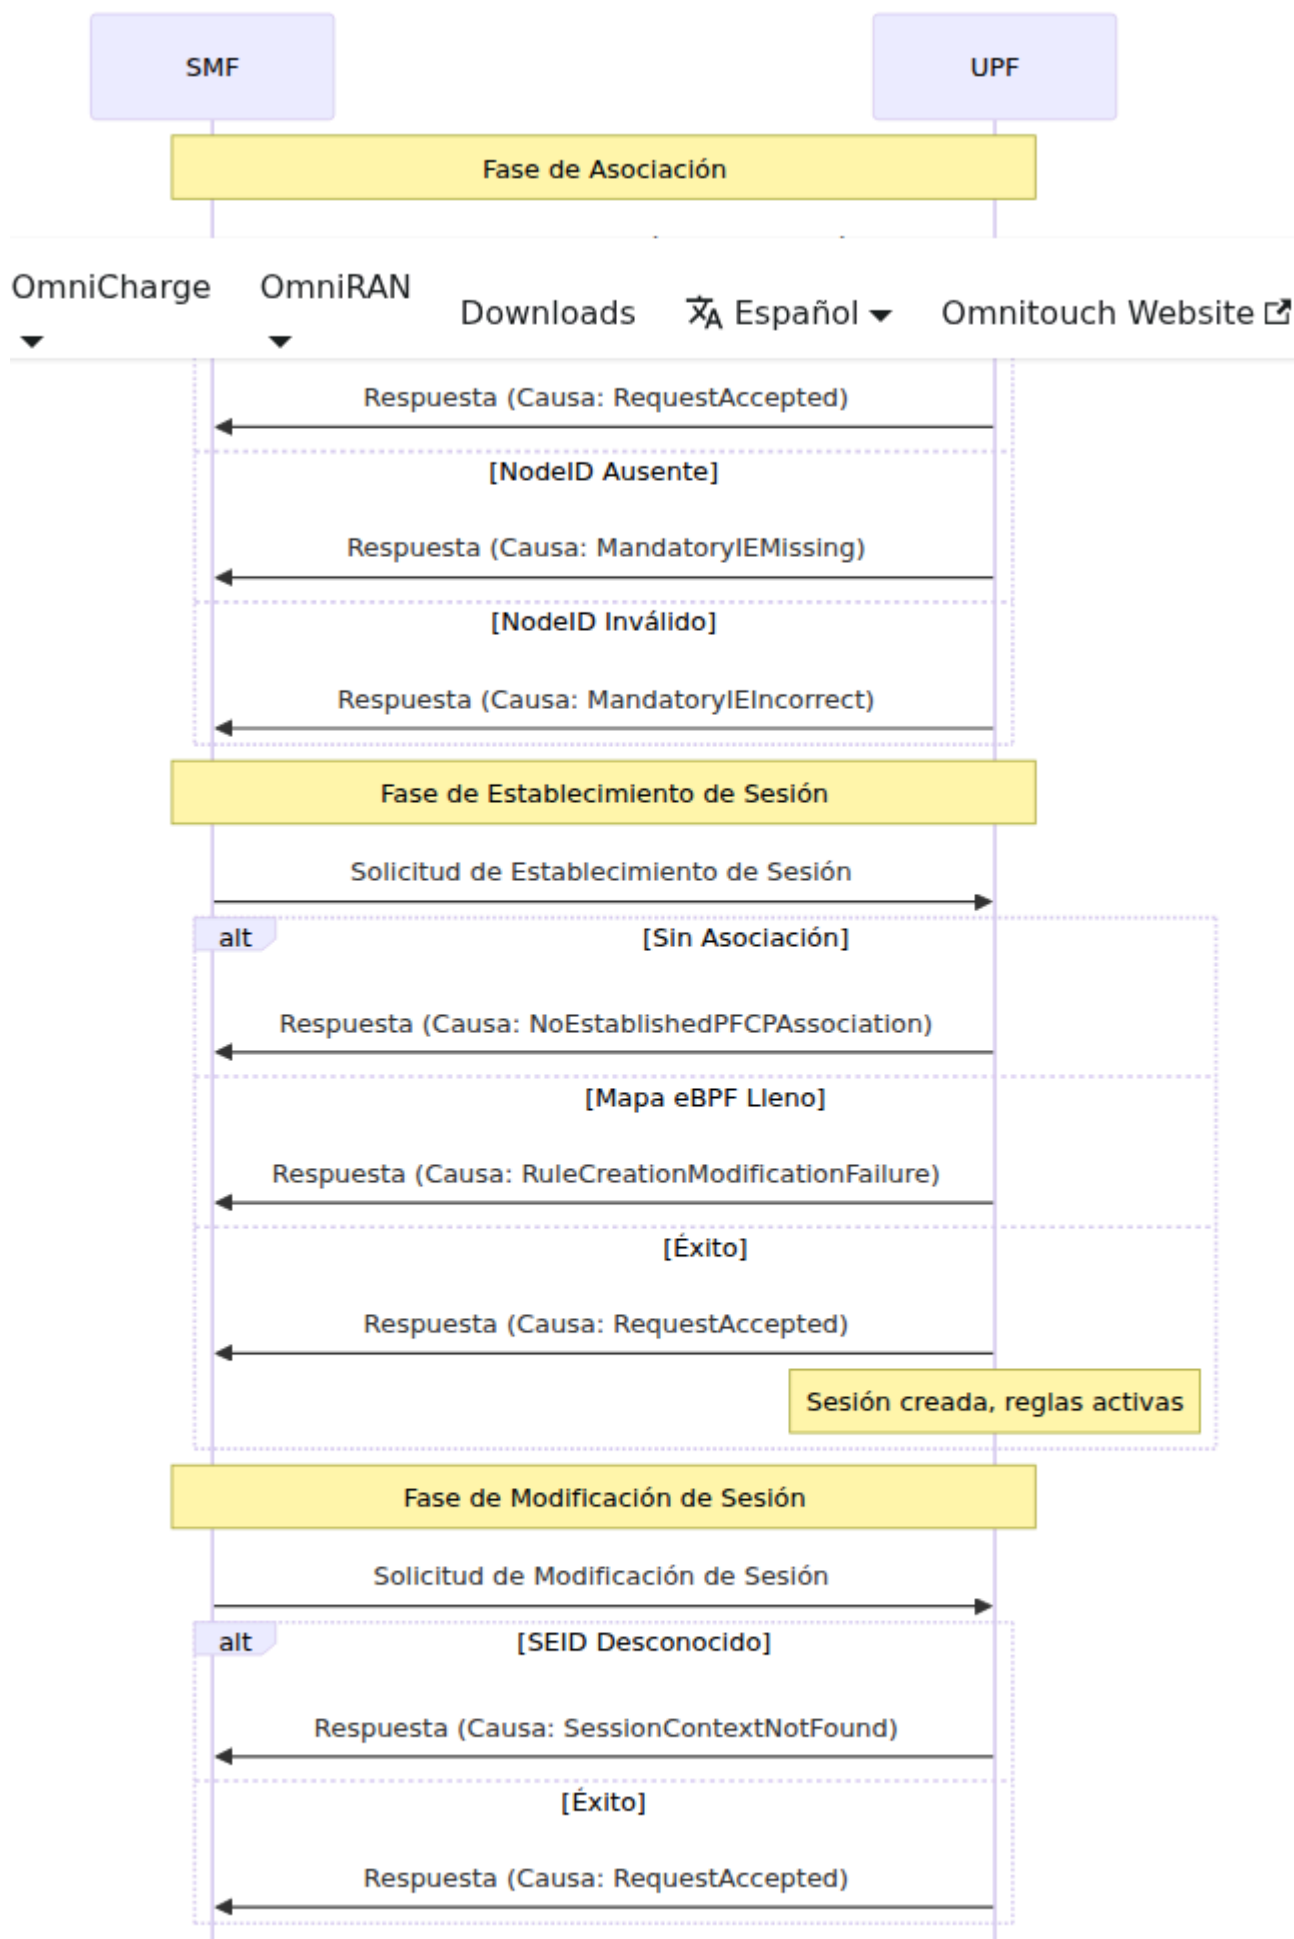 SMF
UPF
Fase de Asociación
OmniCharge
OmniRAN
Downloads
Español
Omnitouch Website
Respuesta (Causa: RequestAccepted)
[NodeID Ausente]
Respuesta (Causa: MandatoryIEMissing)
[NodeID Inválido]
Respuesta (Causa: MandatoryIEIncorrect)
Fase de Establecimiento de Sesión
Solicitud de Establecimiento de Sesión
alt
[Sin Asociación]
Respuesta (Causa: NoEstablishedPFCPAssociation)
[Mapa eBPF Lleno]
Respuesta (Causa: RuleCreationModificationFailure)
[Éxito]
Respuesta (Causa: RequestAccepted)
Sesión creada, reglas activas
Fase de Modificación de Sesión
Solicitud de Modificación de Sesión
alt
[SEID Desconocido]
Respuesta (Causa: SessionContextNotFound)
[Éxito]
Respuesta (Causa: RequestAccepted)